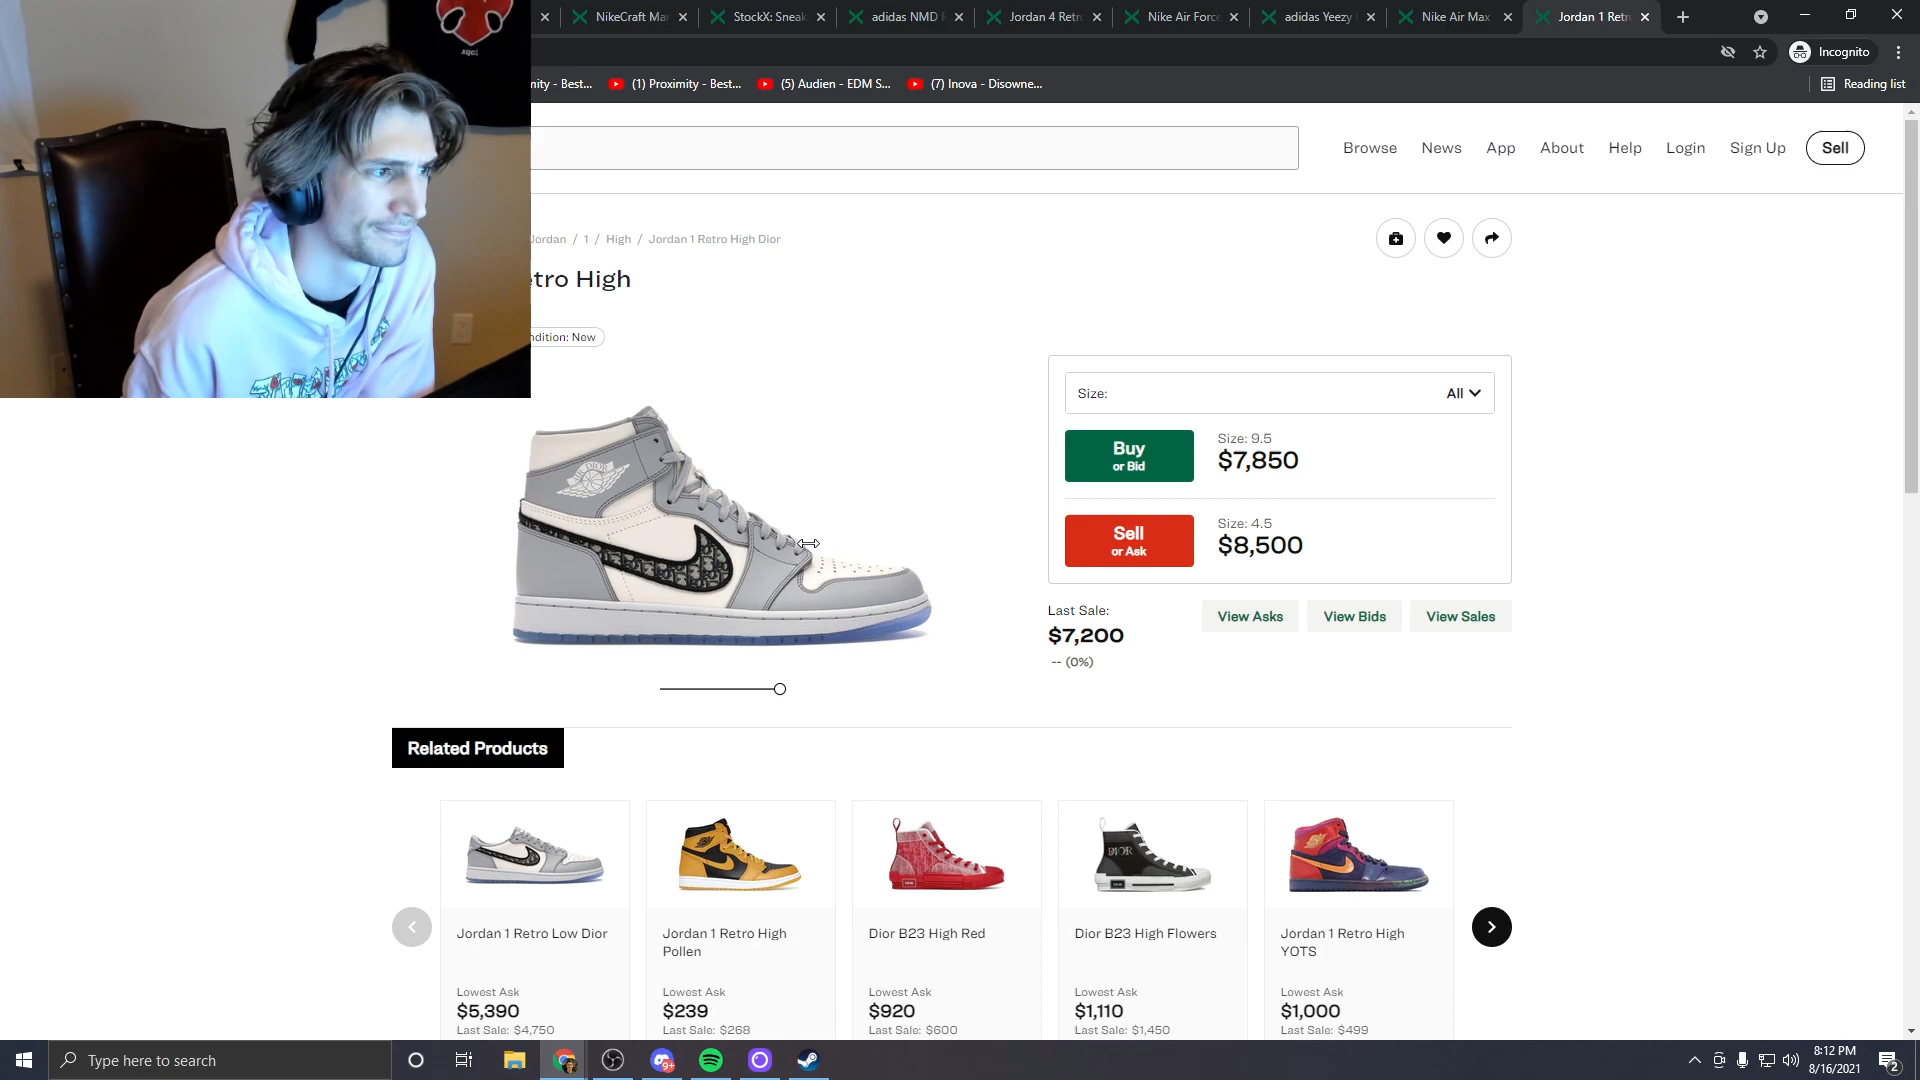 NikeCraft Mar
StockX: Sneak
adidas NMD R
Jordan 4 Retro
Nike Air Force
adidas Yeezy
Nike Air Max
Jordan 1 Retr
Incognito
mity - Best...
(1) Proximity - Best...
(5) Audien - EDM S...
(7) Inova - Disowne...
Reading list
Browse
News
App
About
Help
Login
Sign Up
Sell
Jordan / 1 / High / Jordan 1 Retro High Dior
etro High
ndition: New
Size:
All
Buy
or Bid
Size: 9.5
$7,850
Sell
or Ask
Size: 4.5
$8,500
Last Sale:
$7,200
-- (0%)
View Asks
View Bids
View Sales
AIR DIOR
Related Products
Jordan 1 Retro Low Dior
Lowest Ask
$5,390
Last Sale: $4,750
Jordan 1 Retro High
Pollen
Lowest Ask
$239
Last Sale: $268
Dior B23 High Red
Lowest Ask
$920
Last Sale: $600
DIOR
Dior B23 High Flowers
Lowest Ask
$1,110
Last Sale: $1,450
Jordan 1 Retro High
YOTS
Lowest Ask
$1,000
Last Sale: $499
Type here to search
9+
8:12 PM
8/16/2021
2